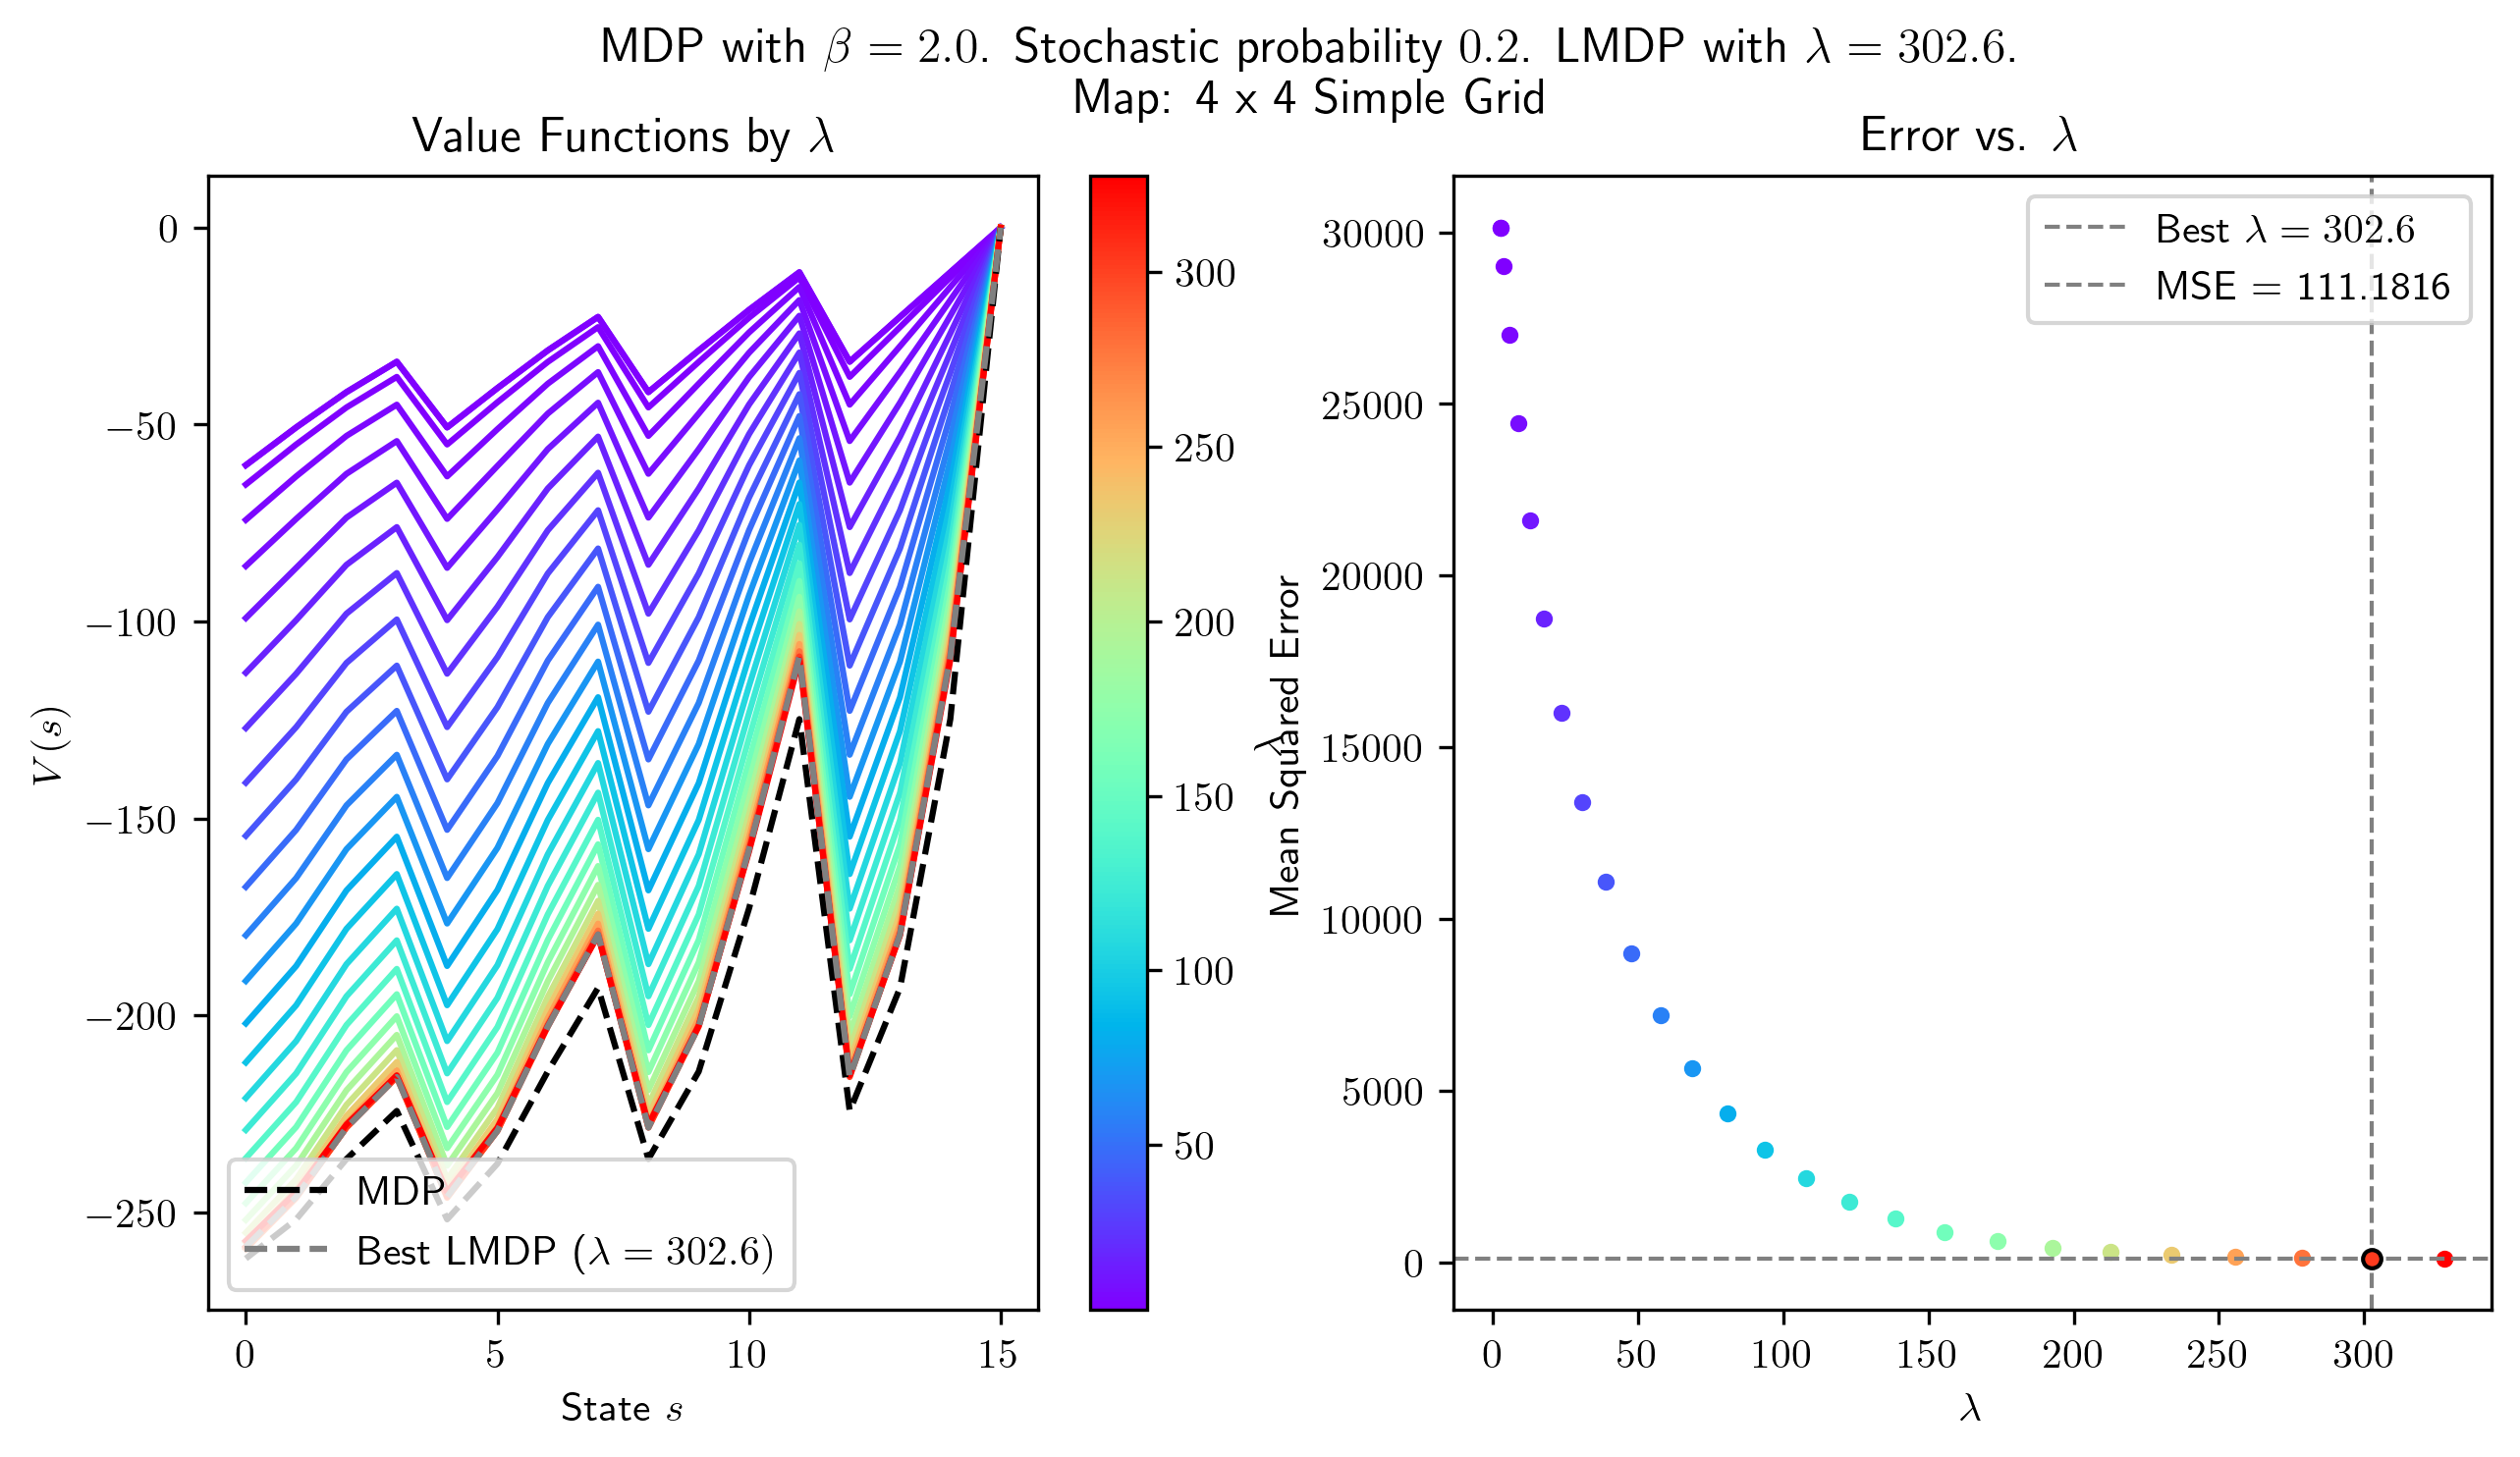 MDP with β = 2.0. Stochastic probability 0.2. LMDP with λ = 302.6.
Map: 4 x 4 Simple Grid
Value Functions by λ
0
−50
−100
−150
−200
−250
V(s)
0
5
10
15
State s
MDP
Best LMDP (λ = 302.6)
300
250
200
150
100
50
λ
Error vs. λ
30000
25000
20000
15000
10000
5000
0
Mean Squared Error
0
50
100
150
200
250
300
λ
Best λ = 302.6
MSE = 111.1816